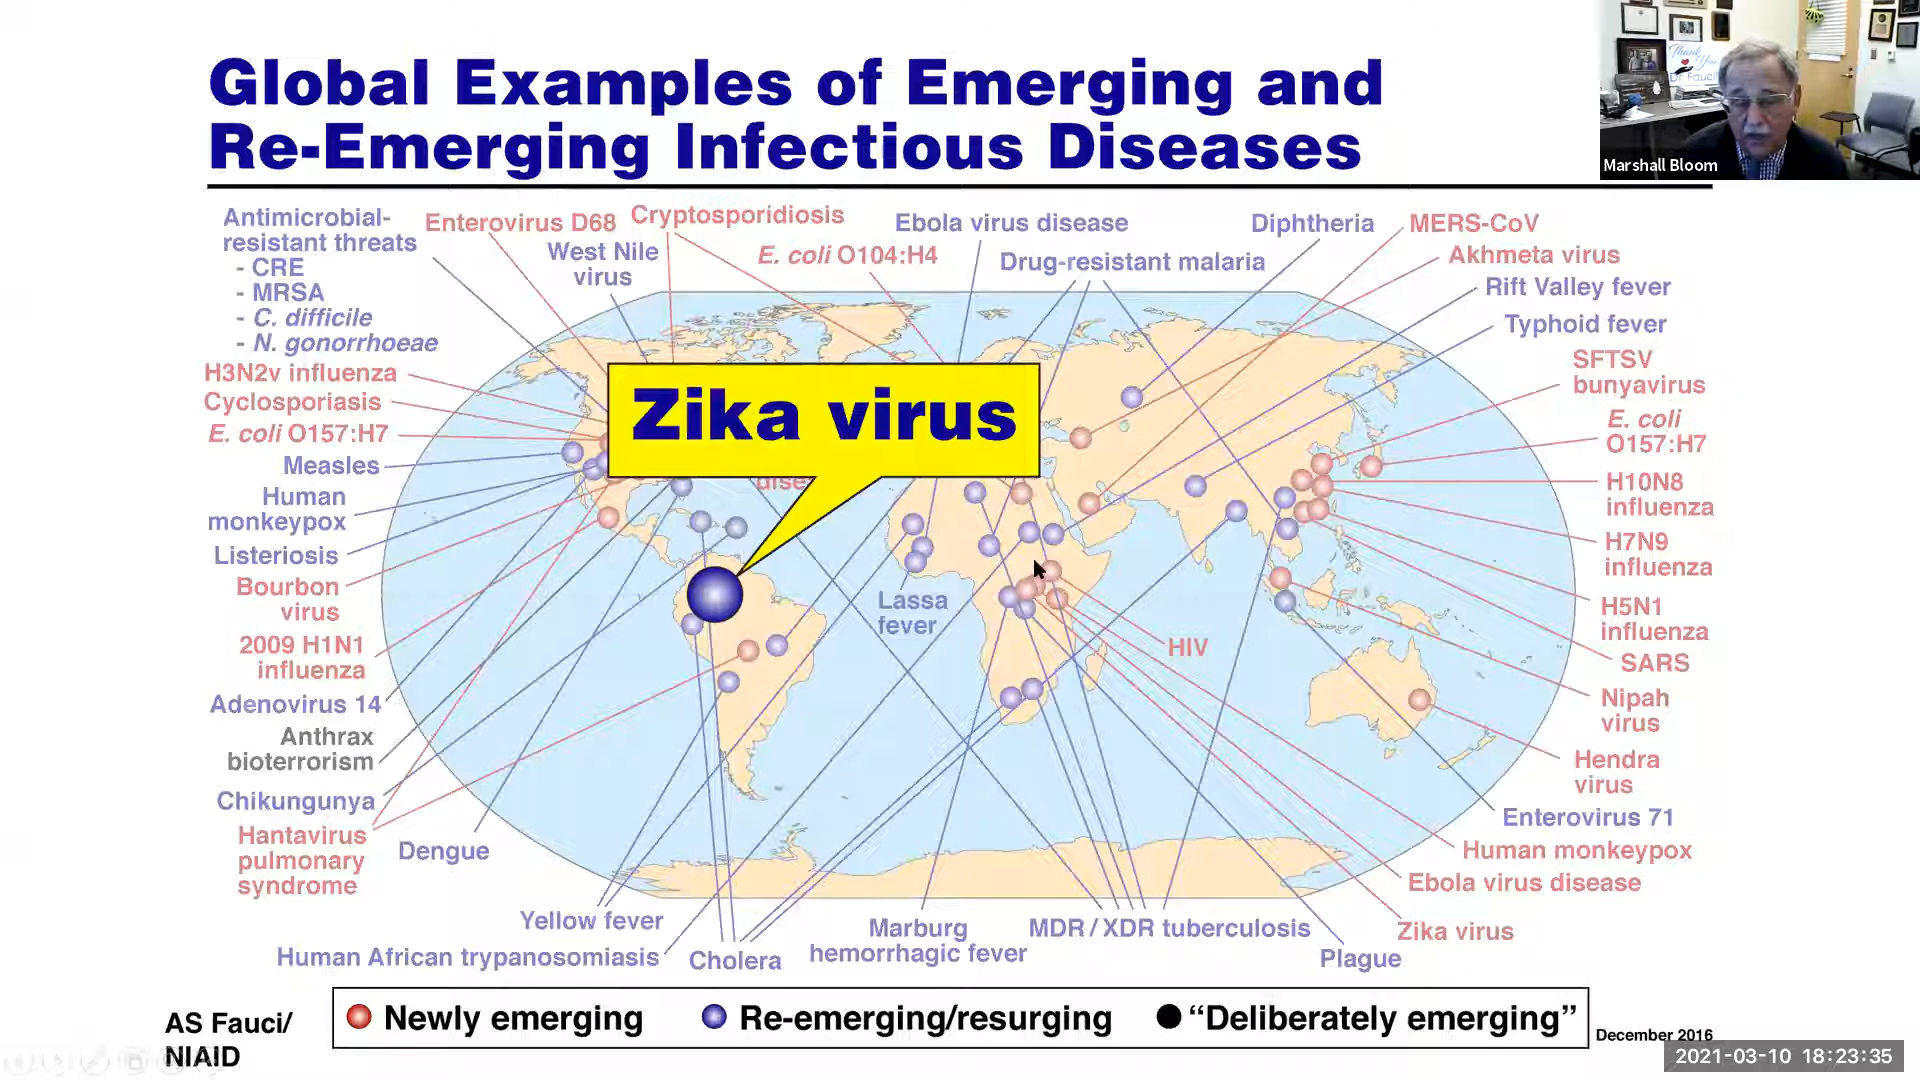 Global Examples of Emerging and
Re-Emerging Infectious Diseases
Thank
You
Dr Fauci
Marshall Bloom
Antimicrobial-
resistant threats
- CRE
- MRSA
- C. difficile
- N. gonorrhoeae
Enterovirus D68
Cryptosporidiosis
West Nile
virus
E. coli O104:H4
Ebola virus disease
Drug-resistant malaria
Diphtheria
MERS-CoV
Akhmeta virus
Rift Valley fever
Typhoid fever
SFTSV
bunyavirus
E. coli
O157:H7
H10N8
influenza
H7N9
influenza
H5N1
influenza
SARS
Nipah
virus
Hendra
virus
Enterovirus 71
Human monkeypox
Ebola virus disease
Zika virus
Plague
H3N2v influenza
Cyclosporiasis
E. coli O157:H7
Measles
Human
monkeypox
Listeriosis
Bourbon
virus
2009 H1N1
influenza
Adenovirus 14
Anthrax
bioterrorism
Chikungunya
Hantavirus
pulmonary
syndrome
Dengue
Zika virus
Lassa
fever
HIV
Yellow fever
Human African trypanosomiasis
Cholera
Marburg
hemorrhagic fever
MDR / XDR tuberculosis
AS Fauci/
NIAID
Newly emerging
Re-emerging/resurging
“Deliberately emerging”
December 2016
2021-03-10 18:23:35